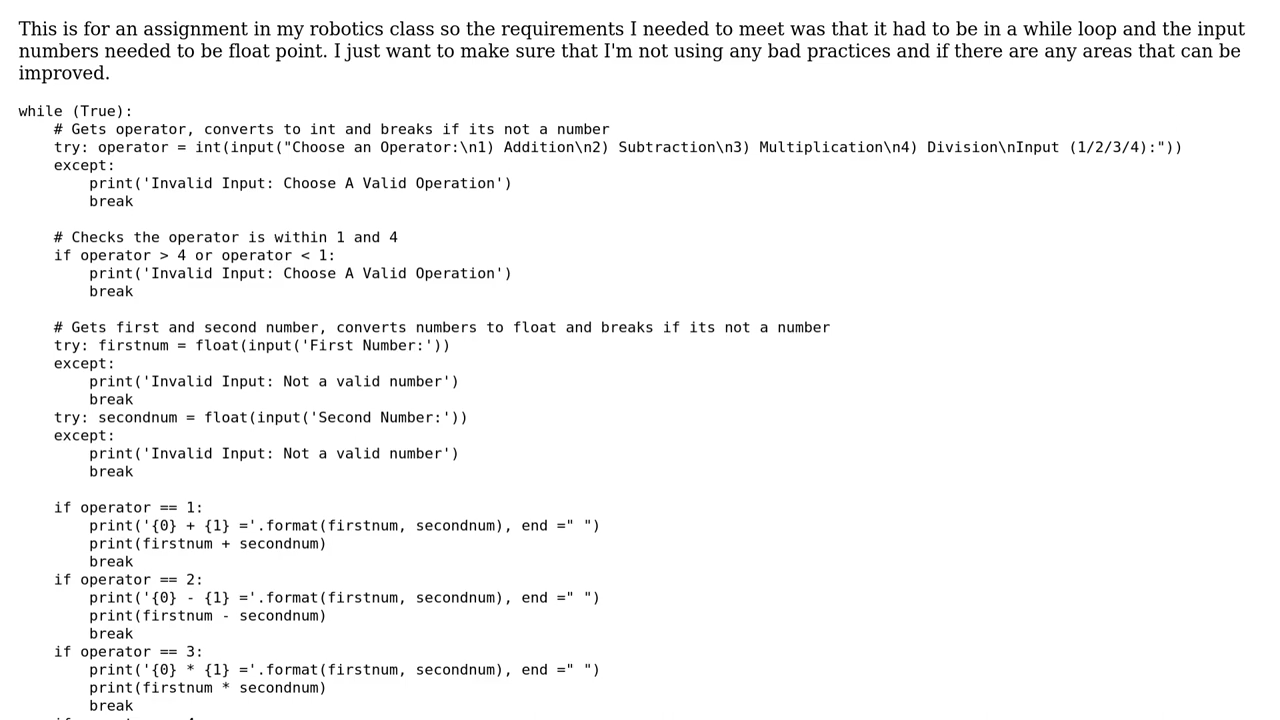 This is for an assignment in my robotics class so the requirements I needed to meet was that it had to be in a while loop and the input
numbers needed to be float point. I just want to make sure that I'm not using any bad practices and if there are any areas that can be
improved.
while (True):
    # Gets operator, converts to int and breaks if its not a number
    try: operator = int(input("Choose an Operator:\n1) Addition\n2) Subtraction\n3) Multiplication\n4) Division\nInput (1/2/3/4):"))
    except:
        print('Invalid Input: Choose A Valid Operation')
        break
    # Checks the operator is within 1 and 4
    if operator > 4 or operator < 1:
        print('Invalid Input: Choose A Valid Operation')
        break
    # Gets first and second number, converts numbers to float and breaks if its not a number
    try: firstnum = float(input('First Number:'))
    except:
        print('Invalid Input: Not a valid number')
        break
    try: secondnum = float(input('Second Number:'))
    except:
        print('Invalid Input: Not a valid number')
        break
    if operator == 1:
        print('{0} + {1} ='.format(firstnum, secondnum), end =" ")
        print(firstnum + secondnum)
        break
    if operator == 2:
        print('{0} - {1} ='.format(firstnum, secondnum), end =" ")
        print(firstnum - secondnum)
        break
    if operator == 3:
        print('{0} * {1} ='.format(firstnum, secondnum), end =" ")
        print(firstnum * secondnum)
        break